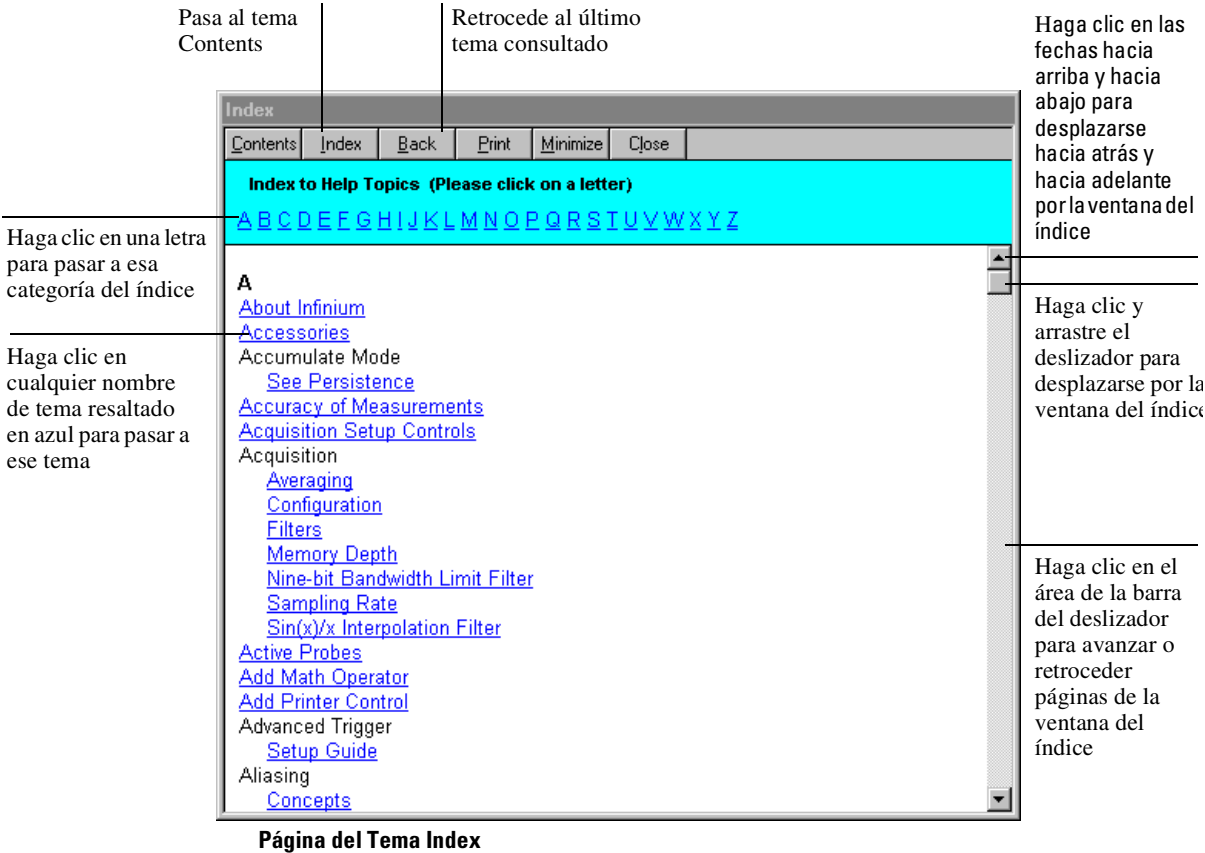 Pasa al tema
Contents
Retrocede al último
tema consultado
Haga clic en las
fechas hacia
arriba y hacia
abajo para
desplazarse
hacia atrás y
hacia adelante
por la ventana del
índice
Index
Contents Index Back Print Minimize Close
Index to Help Topics (Please click on a letter)
A B C D E F G H I J K L M N O P Q R S T U V W X Y Z
Haga clic en una letra
para pasar a esa
categoría del índice
Haga clic en
cualquier nombre
de tema resaltado
en azul para pasar a
ese tema
A
About Infinium
Accessories
Accumulate Mode
See Persistence
Accuracy of Measurements
Acquisition Setup Controls
Acquisition
Averaging
Configuration
Filters
Memory Depth
Nine-bit Bandwidth Limit Filter
Sampling Rate
Sin(x)/x Interpolation Filter
Active Probes
Add Math Operator
Add Printer Control
Advanced Trigger
Setup Guide
Aliasing
Concepts
Haga clic y
arrastre el
deslizador para
desplazarse por la
ventana del índice
Haga clic en el
área de la barra
del deslizador
para avanzar o
retroceder
páginas de la
ventana del
índice
Página del Tema Index